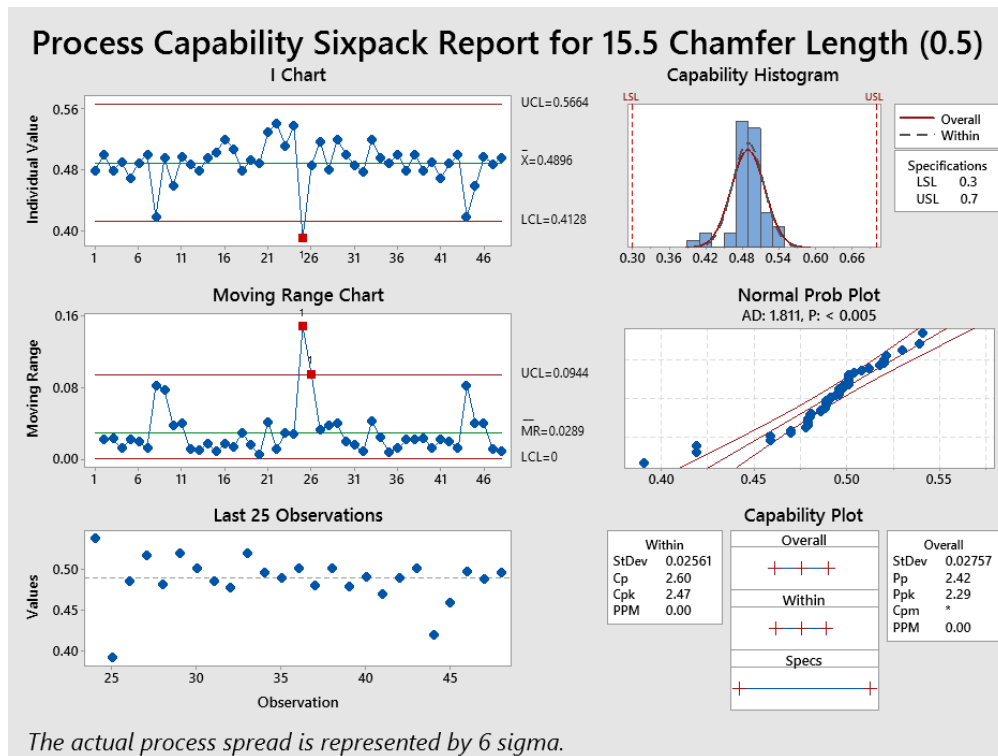 Process Capability Sixpack Report for 15.5 Chamfer Length (0.5)
I Chart
Individual Value
0.56
0.48
0.40
1 6 11 16 21 26 31 36 41 46
1
UCL=0.5664
X̄=0.4896
LCL=0.4128
Capability Histogram
LSL USL
0.30 0.36 0.42 0.48 0.54 0.60 0.66
Overall
Within
Specifications
LSL 0.3
USL 0.7
Moving Range Chart
Moving Range
0.16
0.08
0.00
1 6 11 16 21 26 31 36 41 46
1
1
UCL=0.0944
M̄R̄=0.0289
LCL=0
Normal Prob Plot
AD: 1.811, P: < 0.005
0.40 0.45 0.50 0.55
Last 25 Observations
Values
0.50
0.45
0.40
25 30 35 40 45
Observation
Capability Plot
Within
StDev 0.02561
Cp 2.60
Cpk 2.47
PPM 0.00
Overall
Within
Specs
Overall
StDev 0.02757
Pp 2.42
Ppk 2.29
Cpm *
PPM 0.00
The actual process spread is represented by 6 sigma.